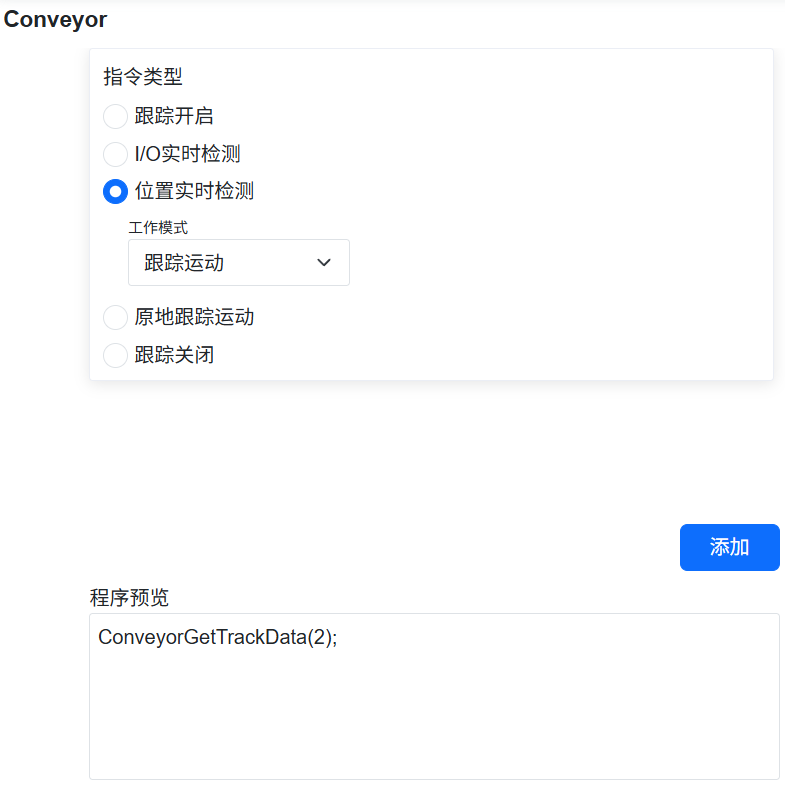 Conveyor
指令类型
跟踪开启
I/O实时检测
位置实时检测
工作模式
跟踪运动
原地跟踪运动
跟踪关闭
添加
程序预览
ConveyorGetTrackData(2);